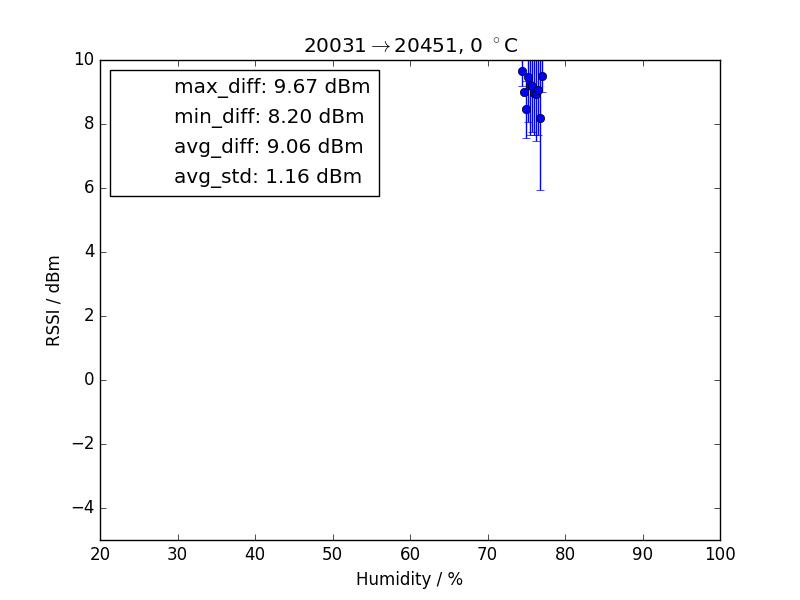 20031→20451, 0 °C
max_diff: 9.67 dBm
min_diff: 8.20 dBm
avg_diff: 9.06 dBm
avg_std: 1.16 dBm
10
8
6
4
2
0
−2
−4
RSSI / dBm
20 30 40 50 60 70 80 90 100
Humidity / %